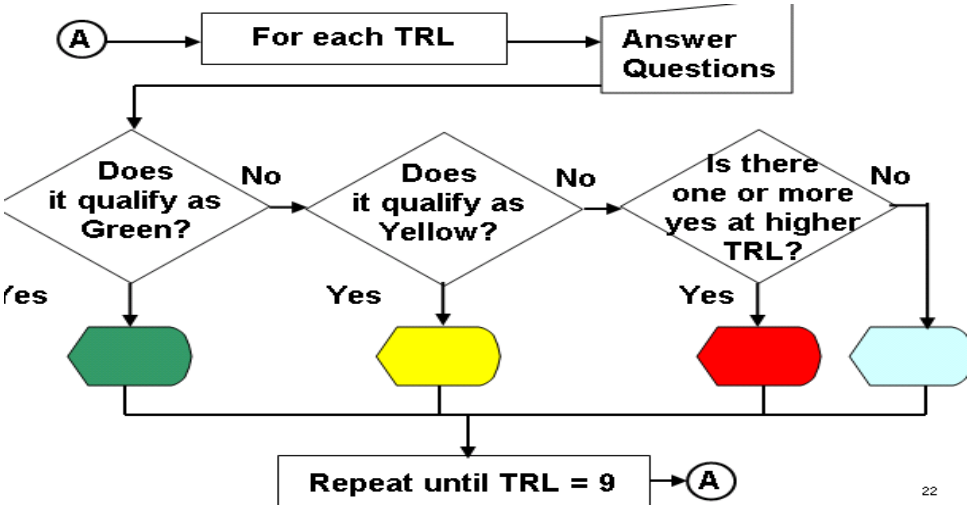 A
For each TRL
Answer
Questions
Does
it qualify as
Green?
No
Does
it qualify as
Yellow?
No
Is there
one or more
yes at higher
TRL?
No
Yes
Yes
Yes
Repeat until TRL = 9
A
22